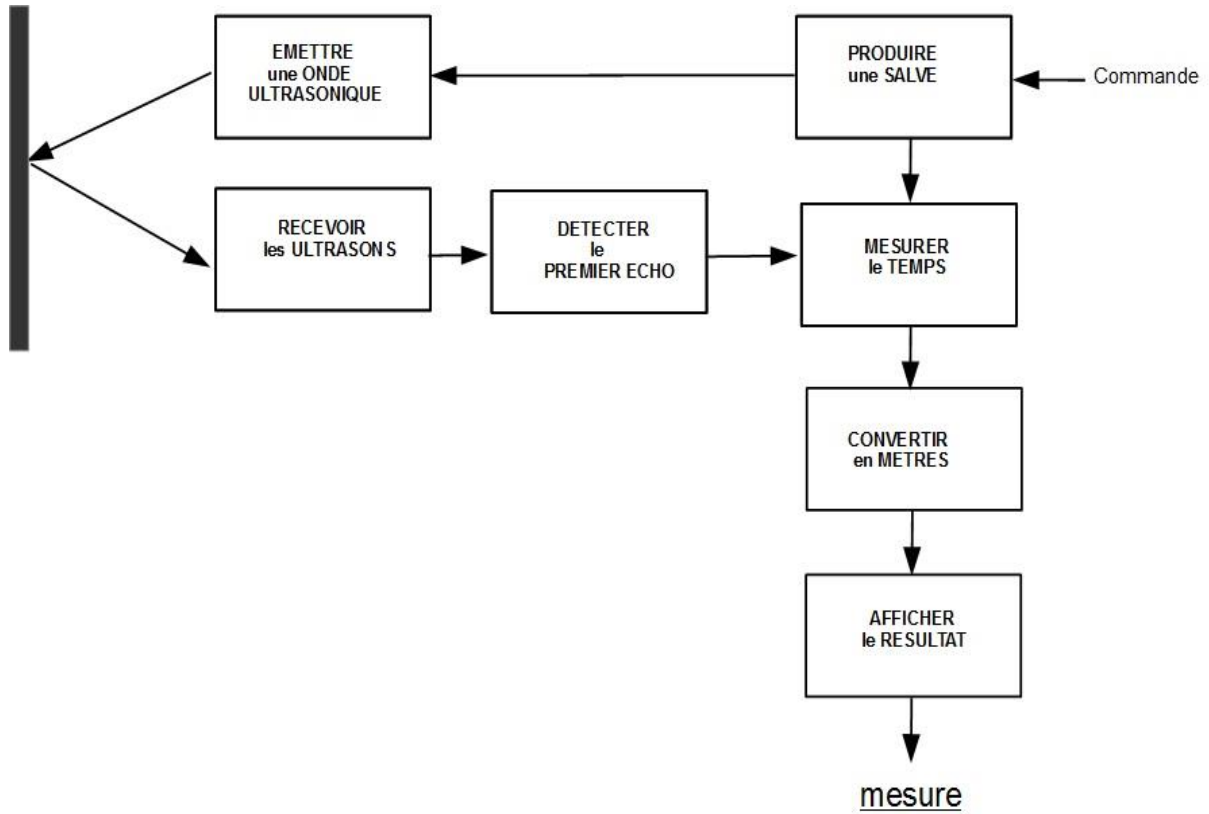 EMETTRE
une ONDE
ULTRASONIQUE
PRODUIRE
une SALVE
Commande
RECEVOIR
les ULTRASONS
DETECTER
le
PREMIER ECHO
MESURER
le TEMPS
CONVERTIR
en METRES
AFFICHER
le RESULTAT
mesure